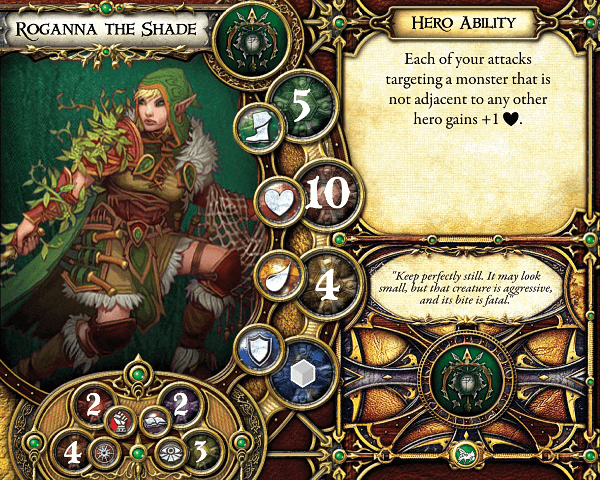 Roganna the Shade
5
10
4
2
2
4
3
Hero Ability
Each of your attacks
targeting a monster that is
not adjacent to any other
hero gains +1 ♥.
"Keep perfectly still. It may look
small, but that creature is aggressive,
and its bite is fatal."